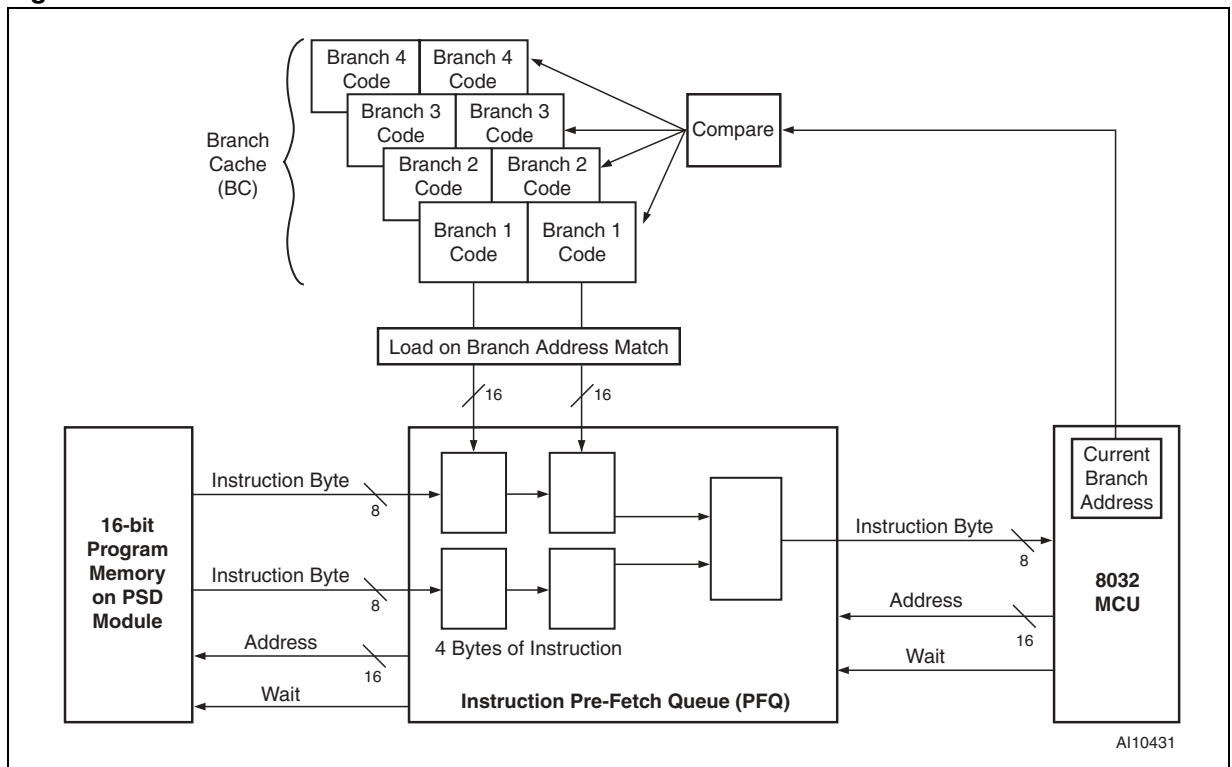 Branch 4
Code
Branch 4
Code
Branch 3
Code
Branch 3
Code
Branch 2
Code
Branch 2
Code
Branch 1
Code
Branch 1
Code
Branch
Cache
(BC)
Compare
Load on Branch Address Match
16
16
16-bit
Program
Memory
on PSD
Module
Instruction Byte
8
Instruction Byte
8
Address
16
Wait
4 Bytes of Instruction
Instruction Pre-Fetch Queue (PFQ)
Instruction Byte
8
Address
16
Wait
Current
Branch
Address
8032
MCU
AI10431